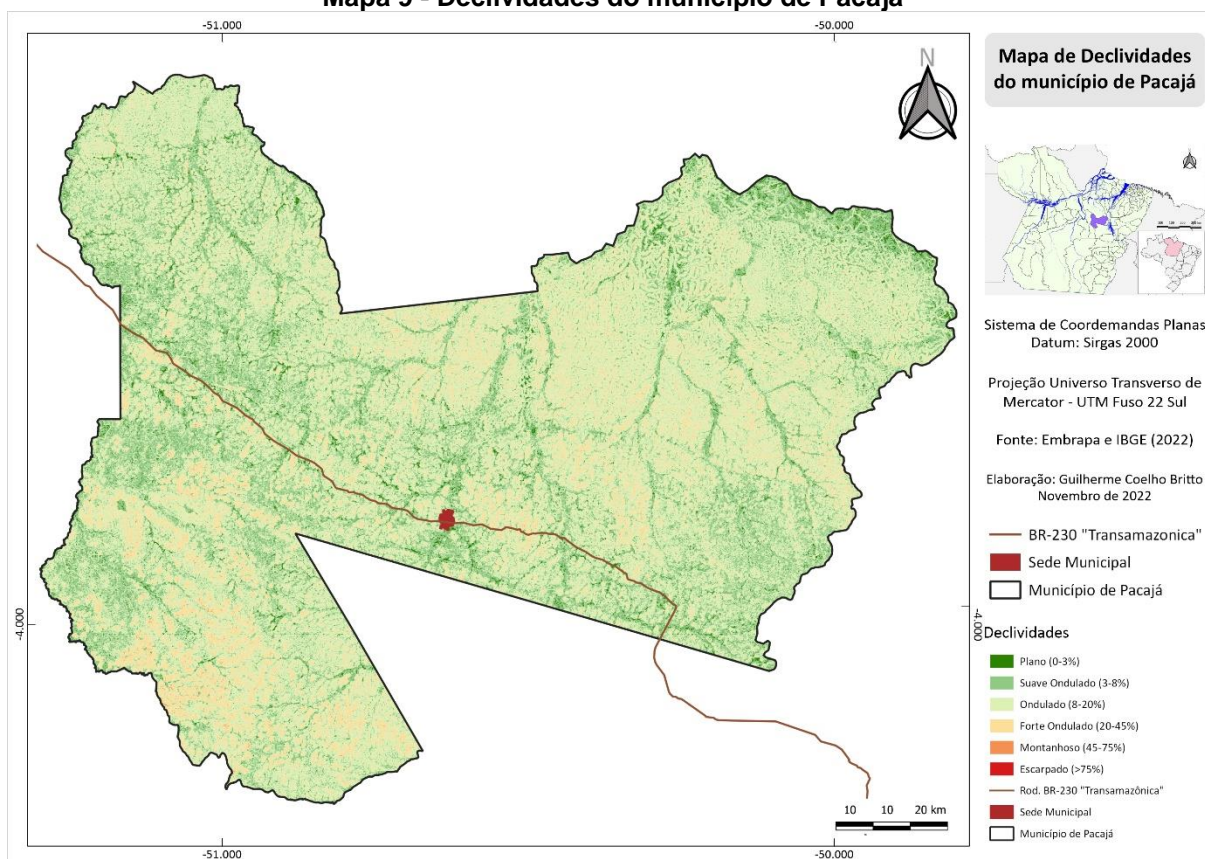 Mapa 9 - Declividades do município de Pacajá
-51.000
-50.000
N
Mapa de Declividades
do município de Pacajá
Sistema de Coordemandas Planas
Datum: Sirgas 2000
Projeção Universo Transverso de
Mercator - UTM Fuso 22 Sul
Fonte: Embrapa e IBGE (2022)
Elaboração: Guilherme Coelho Britto
Novembro de 2022
BR-230 "Transamazonica"
Sede Municipal
Município de Pacajá
-4.000
-4.000
Declividades
Plano (0-3%)
Suave Ondulado (3-8%)
Ondulado (8-20%)
Forte Ondulado (20-45%)
Montanhoso (45-75%)
Escarpado (>75%)
Rod. BR-230 "Transamazônica"
Sede Municipal
Município de Pacajá
10 10 20 km
-51.000
-50.000